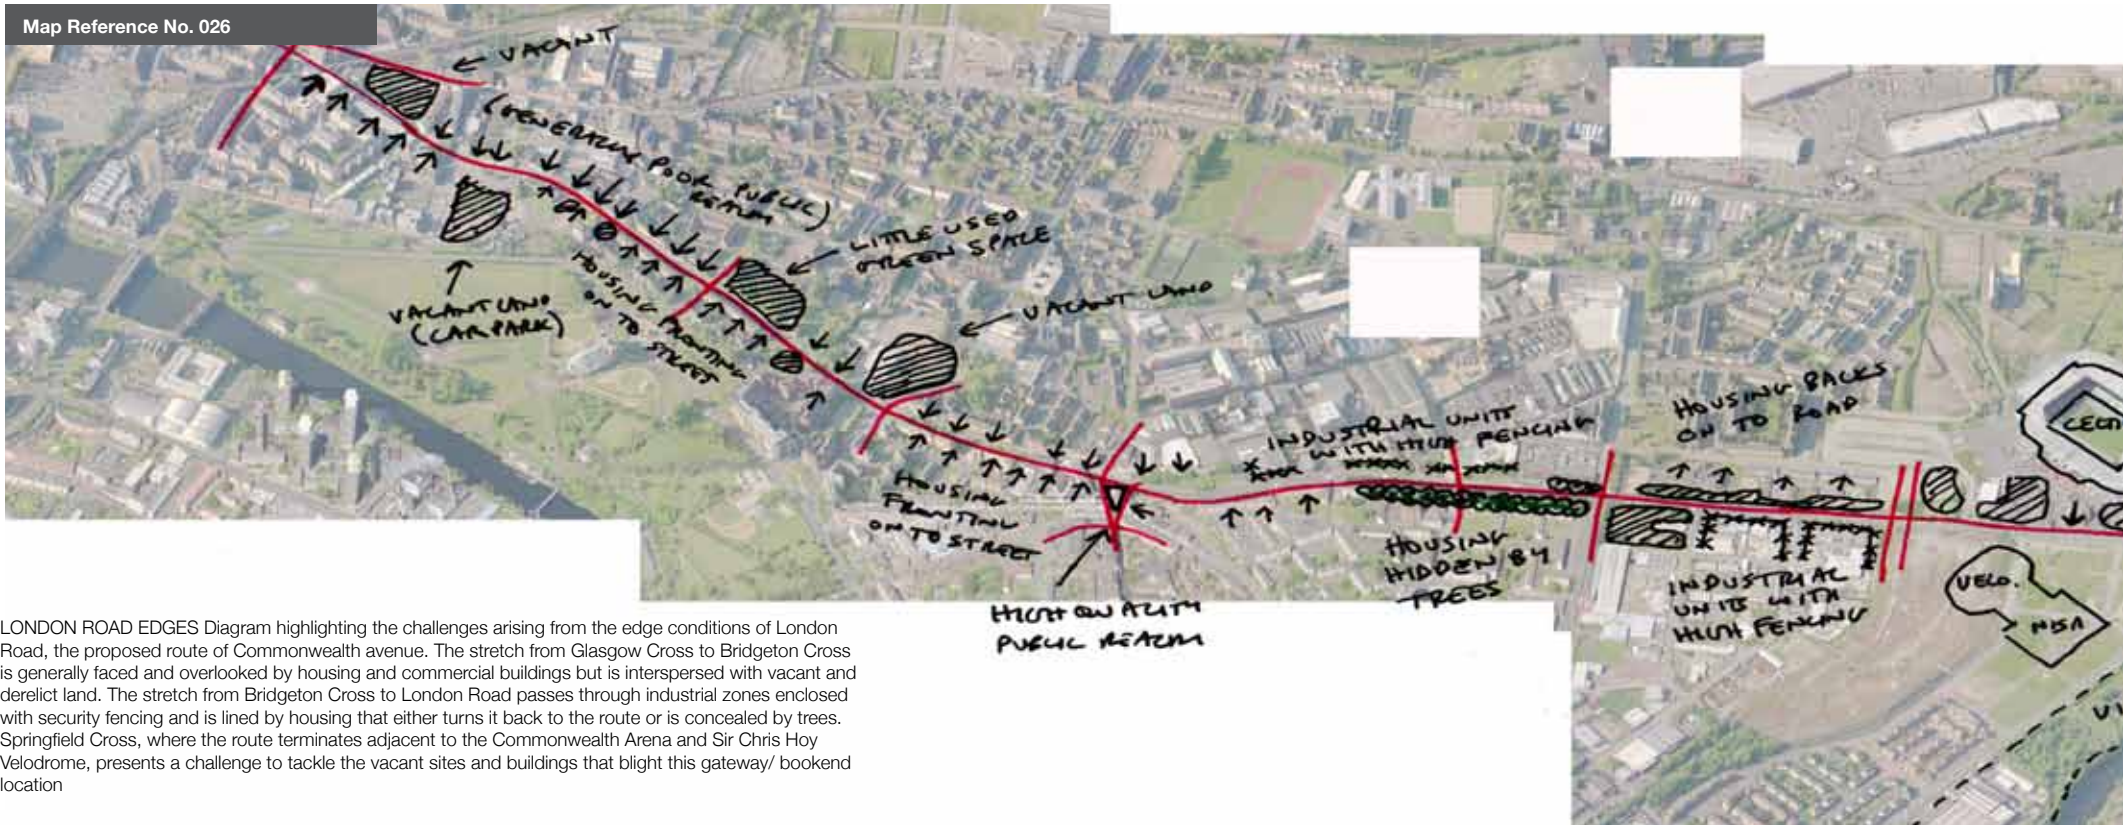 Map Reference No. 026
VACANT
(GENERALLY POOR PUBLIC)
REALM
LITTLE USED
GREEN SPACE
VACANT LAND
(CAR PARK)
HOUSING FRONTING
ON TO STREET
VACANT LAND
HOUSING BACKS
ON TO ROAD
INDUSTRIAL UNITS
WITH HIGH FENCING
HOUSING
FRONTING
ON TO STREET
HOUSING
HIDDEN BY
TREES
INDUSTRIAL
UNITS WITH
HIGH FENCING
VELO.
NISA
HIGH QUALITY
PUBLIC REALM
LONDON ROAD EDGES Diagram highlighting the challenges arising from the edge conditions of London
Road, the proposed route of Commonwealth avenue. The stretch from Glasgow Cross to Bridgeton Cross
is generally faced and overlooked by housing and commercial buildings but is interspersed with vacant and
derelict land. The stretch from Bridgeton Cross to London Road passes through industrial zones enclosed
with security fencing and is lined by housing that either turns it back to the route or is concealed by trees.
Springfield Cross, where the route terminates adjacent to the Commonwealth Arena and Sir Chris Hoy
Velodrome, presents a challenge to tackle the vacant sites and buildings that blight this gateway/ bookend
location